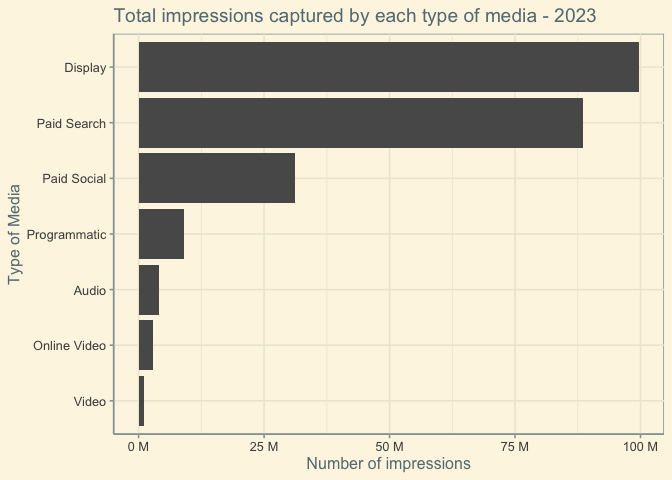 Total impressions captured by each type of media - 2023
Type of Media
Display
Paid Search
Paid Social
Programmatic
Audio
Online Video
Video
0 M 25 M 50 M 75 M 100 M
Number of impressions